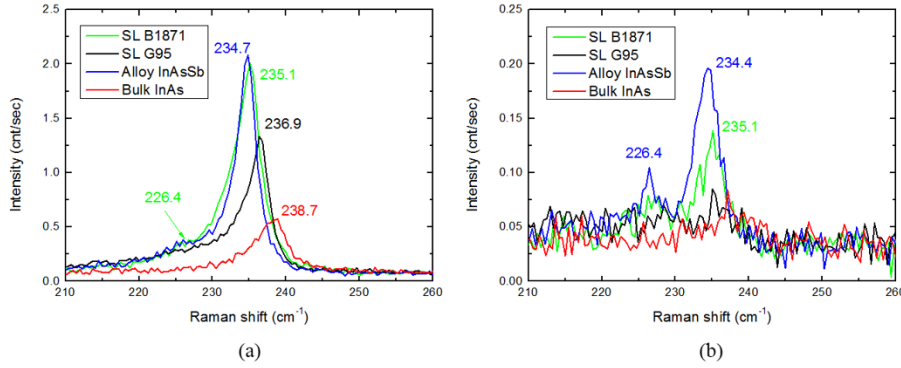 SL B1871
SL G95
Alloy InAsSb
Bulk InAs
234.7
235.1
236.9
226.4
238.7
2.5
2.0
1.5
1.0
0.5
0.0
210 220 230 240 250 260
Intensity (cnt/sec)
Raman shift (cm⁻¹)
(a)
SL B1871
SL G95
Alloy InAsSb
Bulk InAs
234.4
235.1
226.4
0.25
0.20
0.15
0.10
0.05
0.00
210 220 230 240 250 260
Intensity (cnt/sec)
Raman shift (cm⁻¹)
(b)